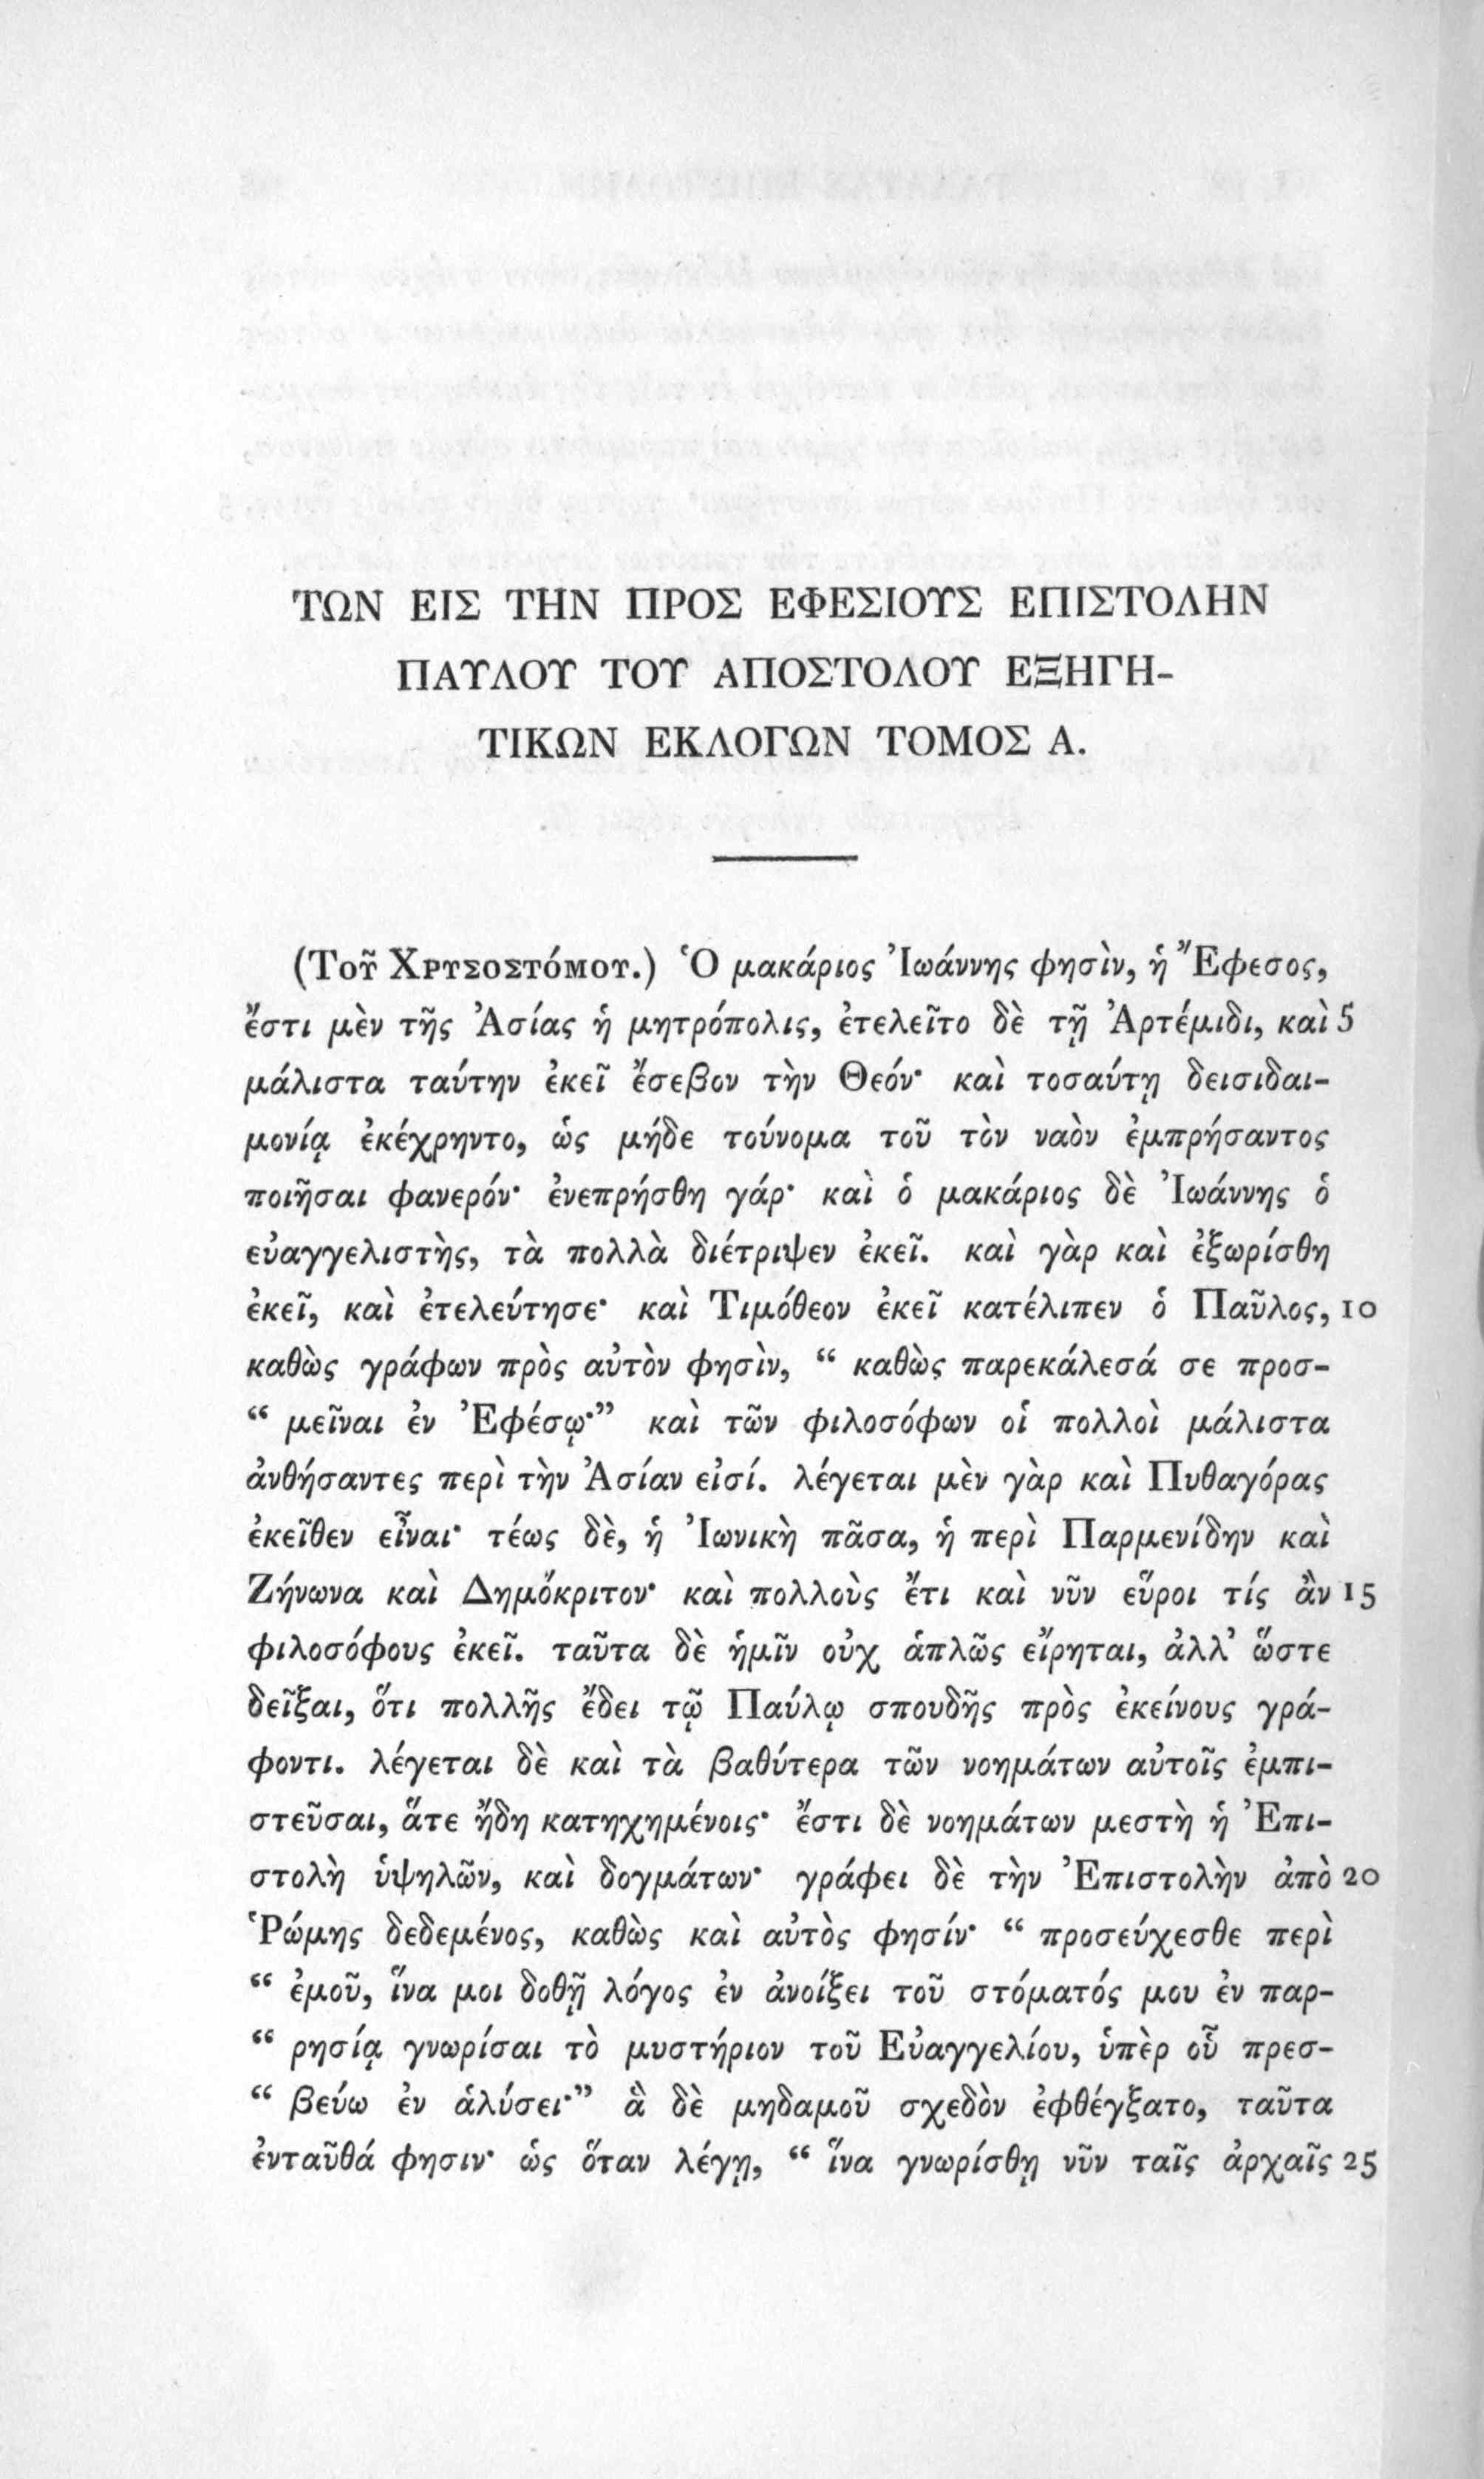 ΤΩΝ ΕΙΣ ΤΗΝ ΠΡΟΣ ΕΦΕΣΙΟΥΣ ΕΠΙΣΤΟΛΗΝ
ΠΑΥΛΟΥ ΤΟΥ ΑΠΟΣΤΟΛΟΥ ΕΞΗΓΗ-
ΤΙΚΩΝ ΕΚΛΟΓΩΝ ΤΟΜΟΣ Α.
(Τοῦ Χρυσοστόμου.) Ὁ μακάριος Ἰωάννης φησὶν, ἡ Ἔφεσος,
ἔστι μὲν τῆς Ἀσίας ἡ μητρόπολις, ἐτελεῖτο δὲ τῇ Ἀρτέμιδι, καὶ 5
μάλιστα ταύτην ἐκεῖ ἔσεβον τὴν Θεόν· καὶ τοσαύτῃ δεισιδαι-
μονίᾳ ἐκέχρηντο, ὡς μήδε τούνομα τοῦ τὸν ναὸν ἐμπρήσαντος
ποιῆσαι φανερόν· ἐνεπρήσθη γάρ· καὶ ὁ μακάριος δὲ Ἰωάννης ὁ
εὐαγγελιστὴς, τὰ πολλὰ διέτριψεν ἐκεῖ. καὶ γὰρ καὶ ἐξωρίσθη
ἐκεῖ, καὶ ἐτελεύτησε· καὶ Τιμόθεον ἐκεῖ κατέλιπεν ὁ Παῦλος, 10
καθὼς γράφων πρὸς αὐτὸν φησὶν, “ καθὼς παρεκάλεσά σε προσ-
“ μεῖναι ἐν Ἐφέσῳ·” καὶ τῶν φιλοσόφων οἱ πολλοὶ μάλιστα
ἀνθήσαντες περὶ τὴν Ἀσίαν εἰσί. λέγεται μὲν γὰρ καὶ Πυθαγόρας
ἐκεῖθεν εἶναι· τέως δὲ, ἡ Ἰωνικὴ πᾶσα, ἡ περὶ Παρμενίδην καὶ
Ζήνωνα καὶ Δημόκριτον· καὶ πολλοὺς ἔτι καὶ νῦν εὕροι τίς ἂν 15
φιλοσόφους ἐκεῖ. ταῦτα δὲ ἡμῖν οὐχ ἁπλῶς εἴρηται, ἀλλ’ ὥστε
δεῖξαι, ὅτι πολλῆς ἔδει τῷ Παύλῳ σπουδῆς πρὸς ἐκείνους γρά-
φοντι. λέγεται δὲ καὶ τὰ βαθύτερα τῶν νοημάτων αὐτοῖς ἐμπι-
στεῦσαι, ἅτε ἤδη κατηχημένοις· ἔστι δὲ νοημάτων μεστὴ ἡ Ἐπι-
στολὴ ὑψηλῶν, καὶ δογμάτων· γράφει δὲ τὴν Ἐπιστολὴν ἀπὸ 20
Ῥώμης δεδεμένος, καθὼς καὶ αὐτὸς φησίν· “ προσεύχεσθε περὶ
“ ἐμοῦ, ἵνα μοι δοθῇ λόγος ἐν ἀνοίξει τοῦ στόματός μου ἐν παρ-
“ ρησίᾳ γνωρίσαι τὸ μυστήριον τοῦ Εὐαγγελίου, ὑπὲρ οὗ πρεσ-
“ βεύω ἐν ἁλύσει·” ἃ δὲ μηδαμοῦ σχεδὸν ἐφθέγξατο, ταῦτα
ἐνταῦθά φησιν· ὡς ὅταν λέγῃ, “ ἵνα γνωρίσθῃ νῦν ταῖς ἀρχαῖς 25